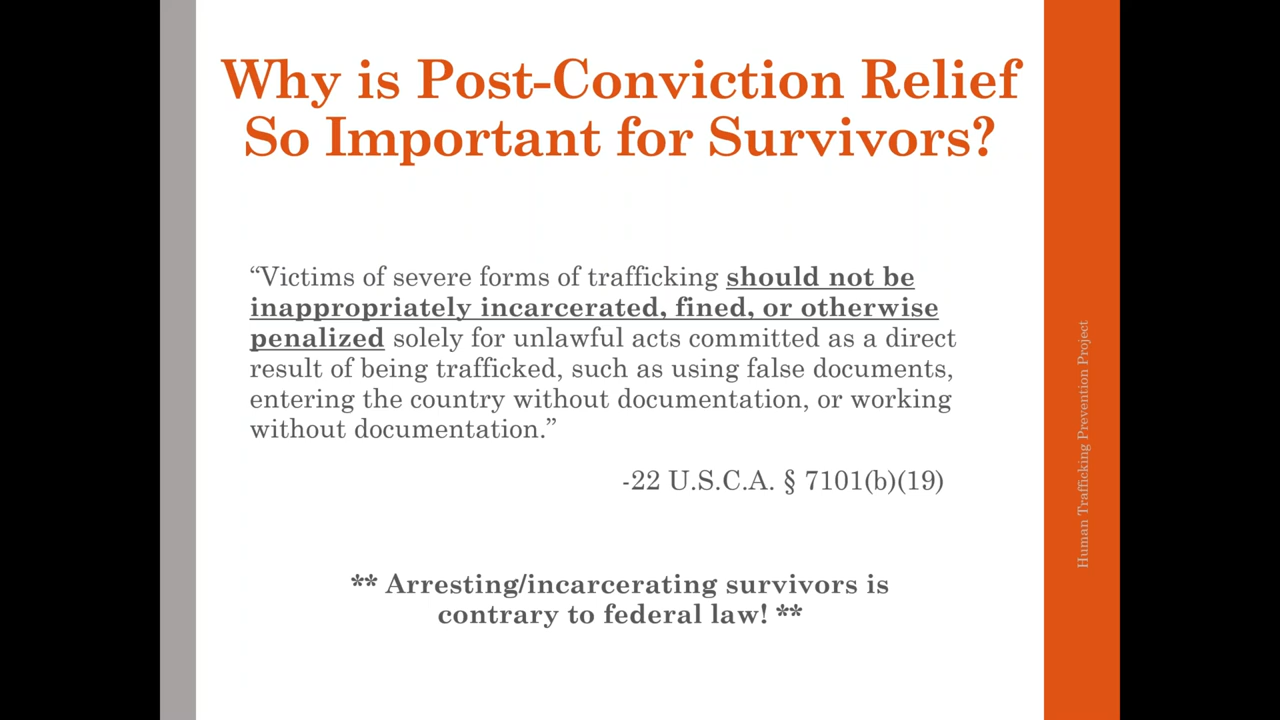 Why is Post-Conviction Relief
So Important for Survivors?
“Victims of severe forms of trafficking should not be
inappropriately incarcerated, fined, or otherwise
penalized solely for unlawful acts committed as a direct
result of being trafficked, such as using false documents,
entering the country without documentation, or working
without documentation.”
-22 U.S.C.A. § 7101(b)(19)
** Arresting/incarcerating survivors is
contrary to federal law! **
Human Trafficking Prevention Project